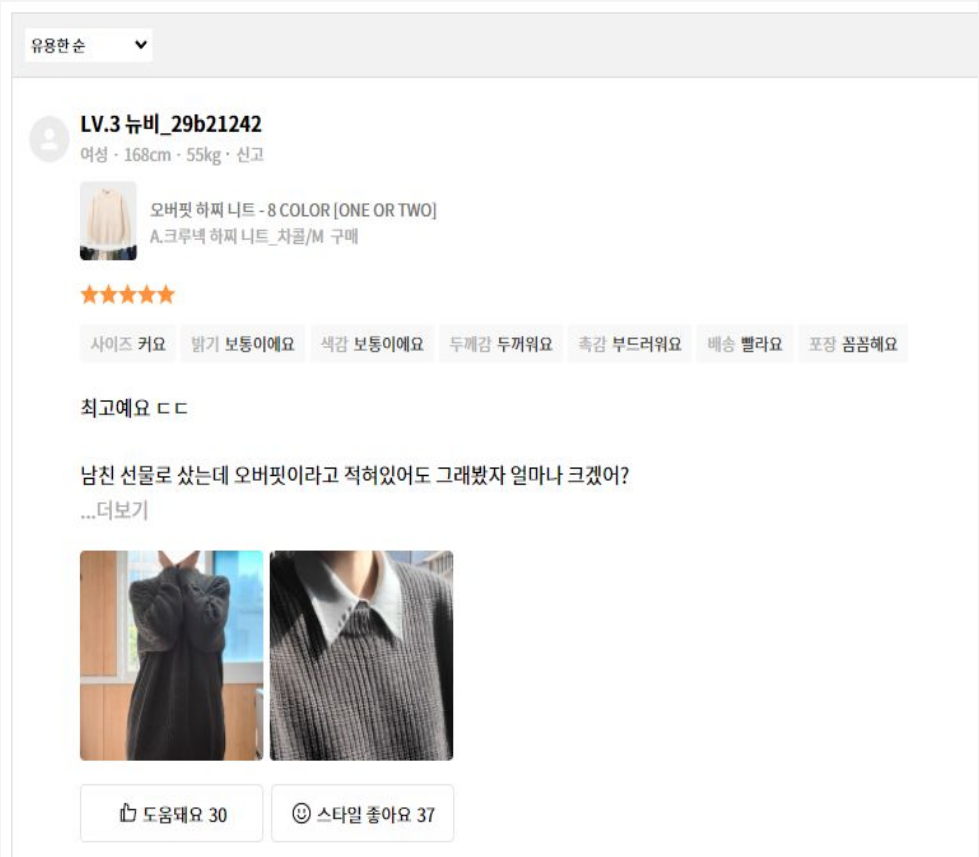 유용한 순
LV.3 뉴비_29b21242
여성 · 168cm · 55kg · 신고
오버핏 하찌 니트 - 8 COLOR [ONE OR TWO]
A.크루넥 하찌 니트_차콜/M 구매
사이즈 커요 밝기 보통이에요 색감 보통이에요 두께감 두꺼워요 촉감 부드러워요 배송 빨라요 포장 꼼꼼해요
최고예요 ㄷㄷ
남친 선물로 샀는데 오버핏이라고 적혀있어도 그래봤자 얼마나 크겠어?
...더보기
도움돼요 30 스타일 좋아요 37